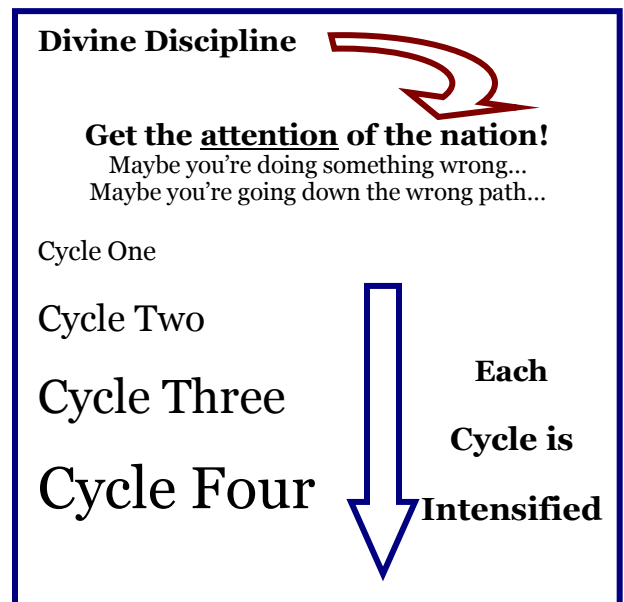 Divine Discipline
Get the attention of the nation!
Maybe you’re doing something wrong…
Maybe you’re going down the wrong path…
Cycle One
Cycle Two
Cycle Three
Cycle Four
Each
Cycle is
Intensified